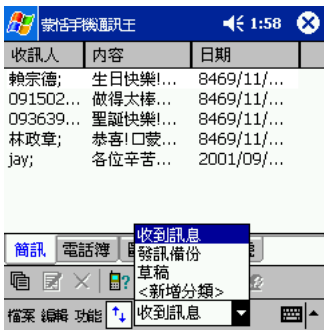 蒙恬手機簡訊王 1:58
收訊人 內容 日期
賴宗德; 生日快樂!... 8469/11/...
091502... 做得太棒... 8469/11/...
093639... 聖誕快樂!... 8469/11/...
林政章; 恭喜!口蒙... 8469/11/...
jay; 各位辛苦... 2001/09/...
收到訊息
發訊備份
草稿
<新增分類>
簡訊 電話簿
檔案 編輯 功能 收到訊息